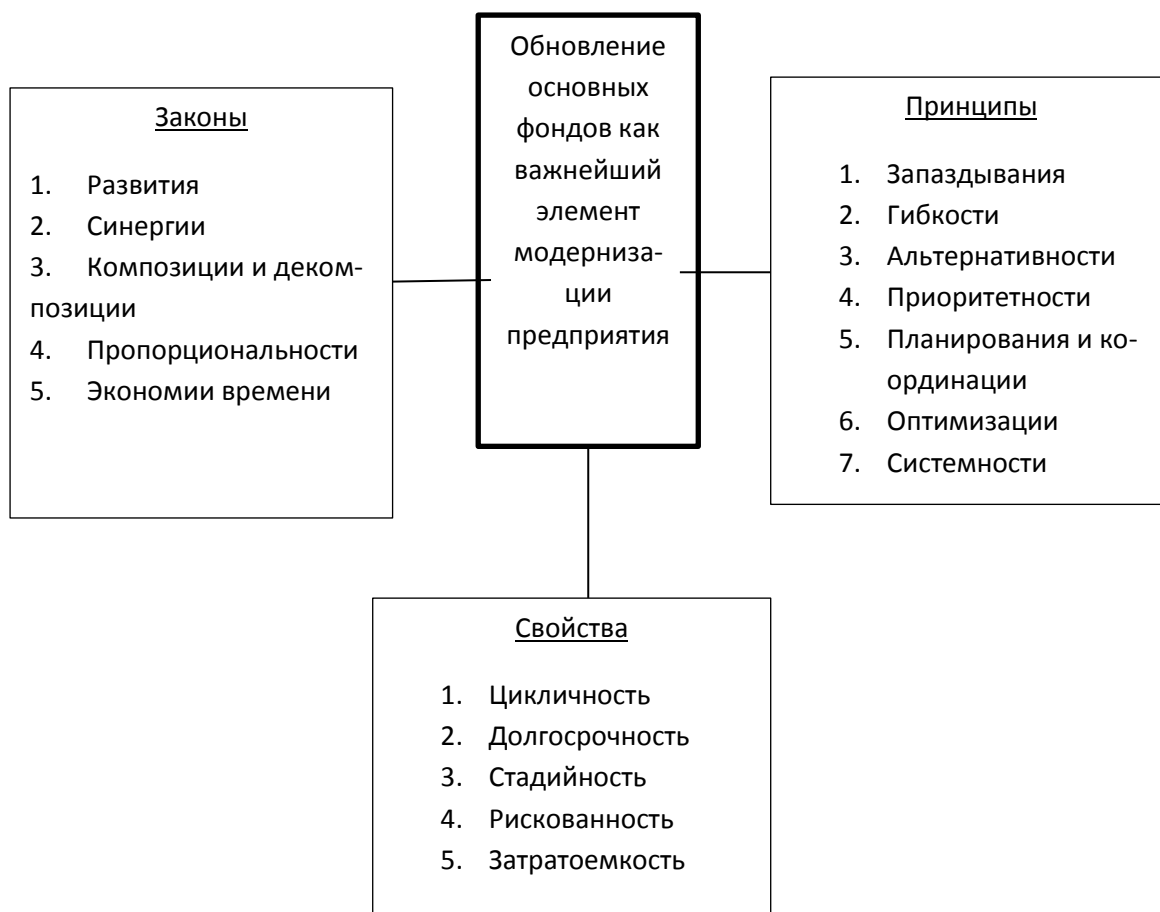 Обновление
основных
фондов как
важнейший
элемент
модерниза-
ции
предприятия
Законы
1. Развития
2. Синергии
3. Композиции и деком-
позиции
4. Пропорциональности
5. Экономии времени
Принципы
1. Запаздывания
2. Гибкости
3. Альтернативности
4. Приоритетности
5. Планирования и ко-
ординации
6. Оптимизации
7. Системности
Свойства
1. Цикличность
2. Долгосрочность
3. Стадийность
4. Рискованность
5. Затратоемкость